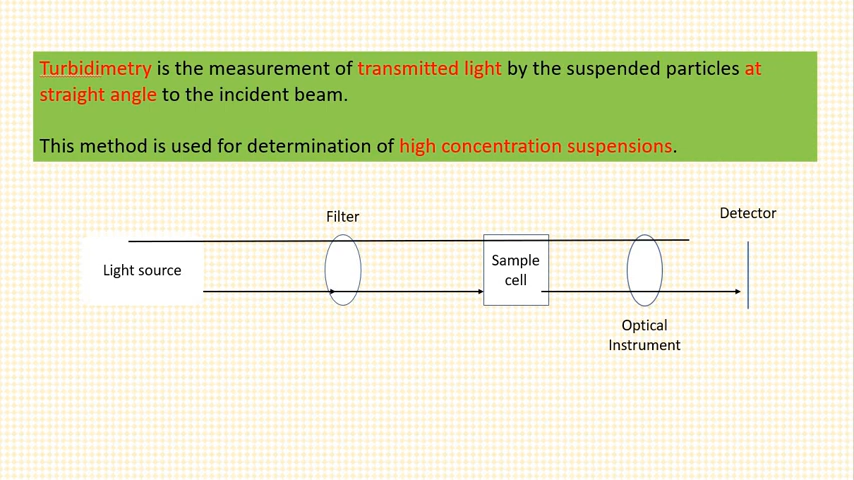 Turbidimetry is the measurement of transmitted light by the suspended particles at
straight angle to the incident beam.
This method is used for determination of high concentration suspensions.
Filter
Detector
Light source
Sample
cell
Optical
Instrument